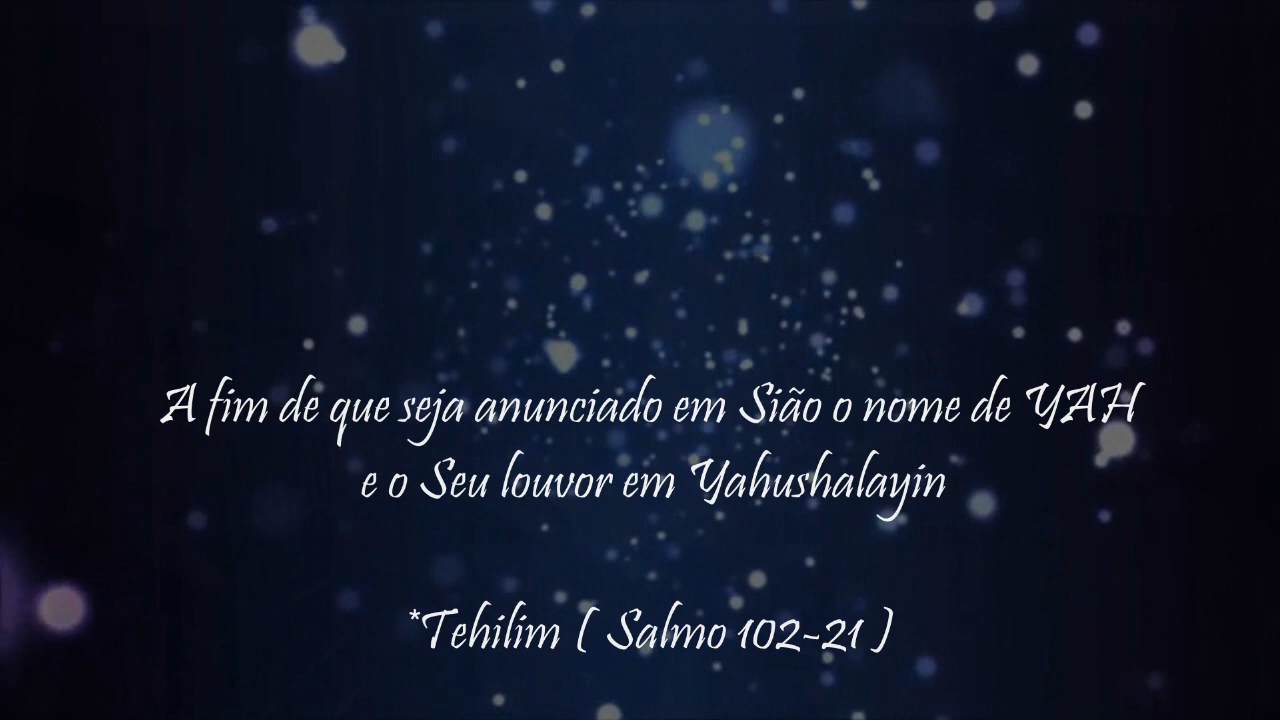 A fim de que seja anunciado em Sião o nome de YAH
e o Seu louvor em Yahushalayin
*Tehilim ( Salmo 102-21 )